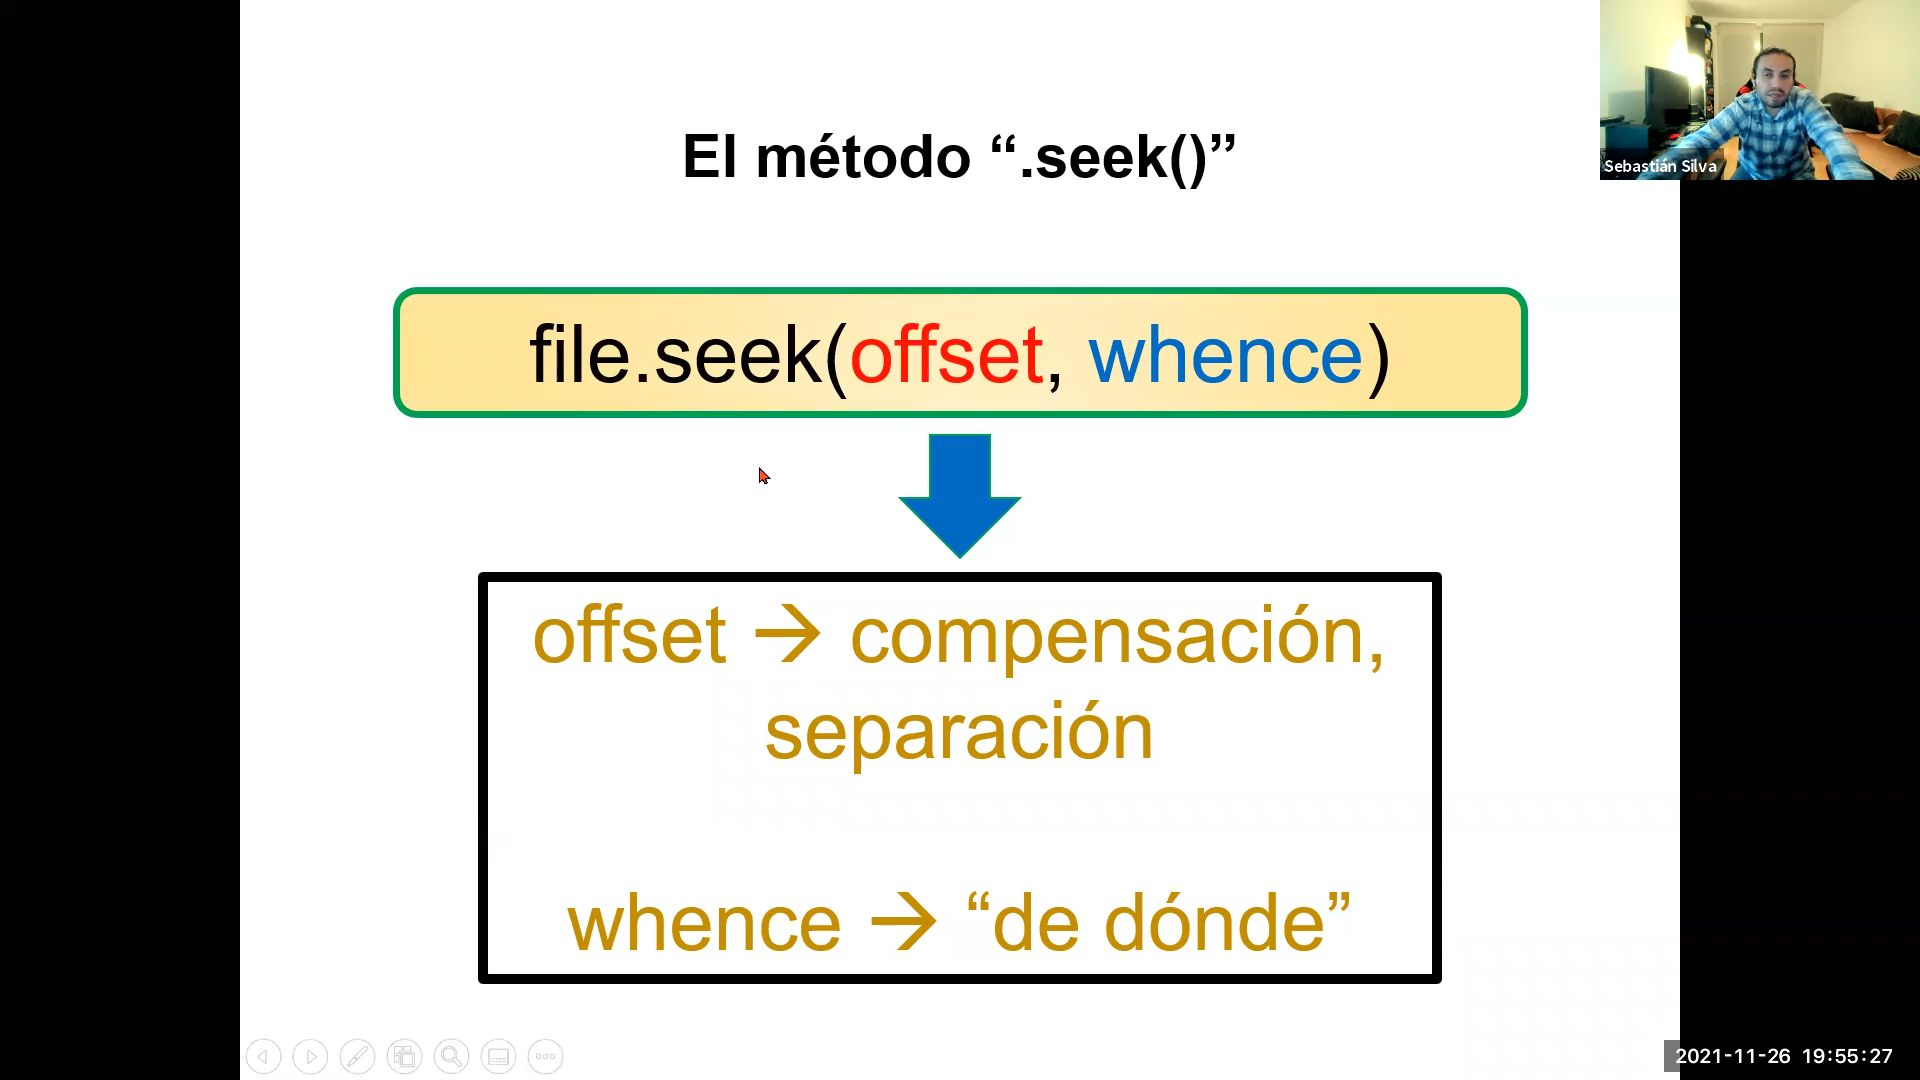 El método “.seek()”
file.seek(offset, whence)
offset → compensación,
separación
whence → “de dónde”
Sebastián Silva
2021-11-26 19:55:27